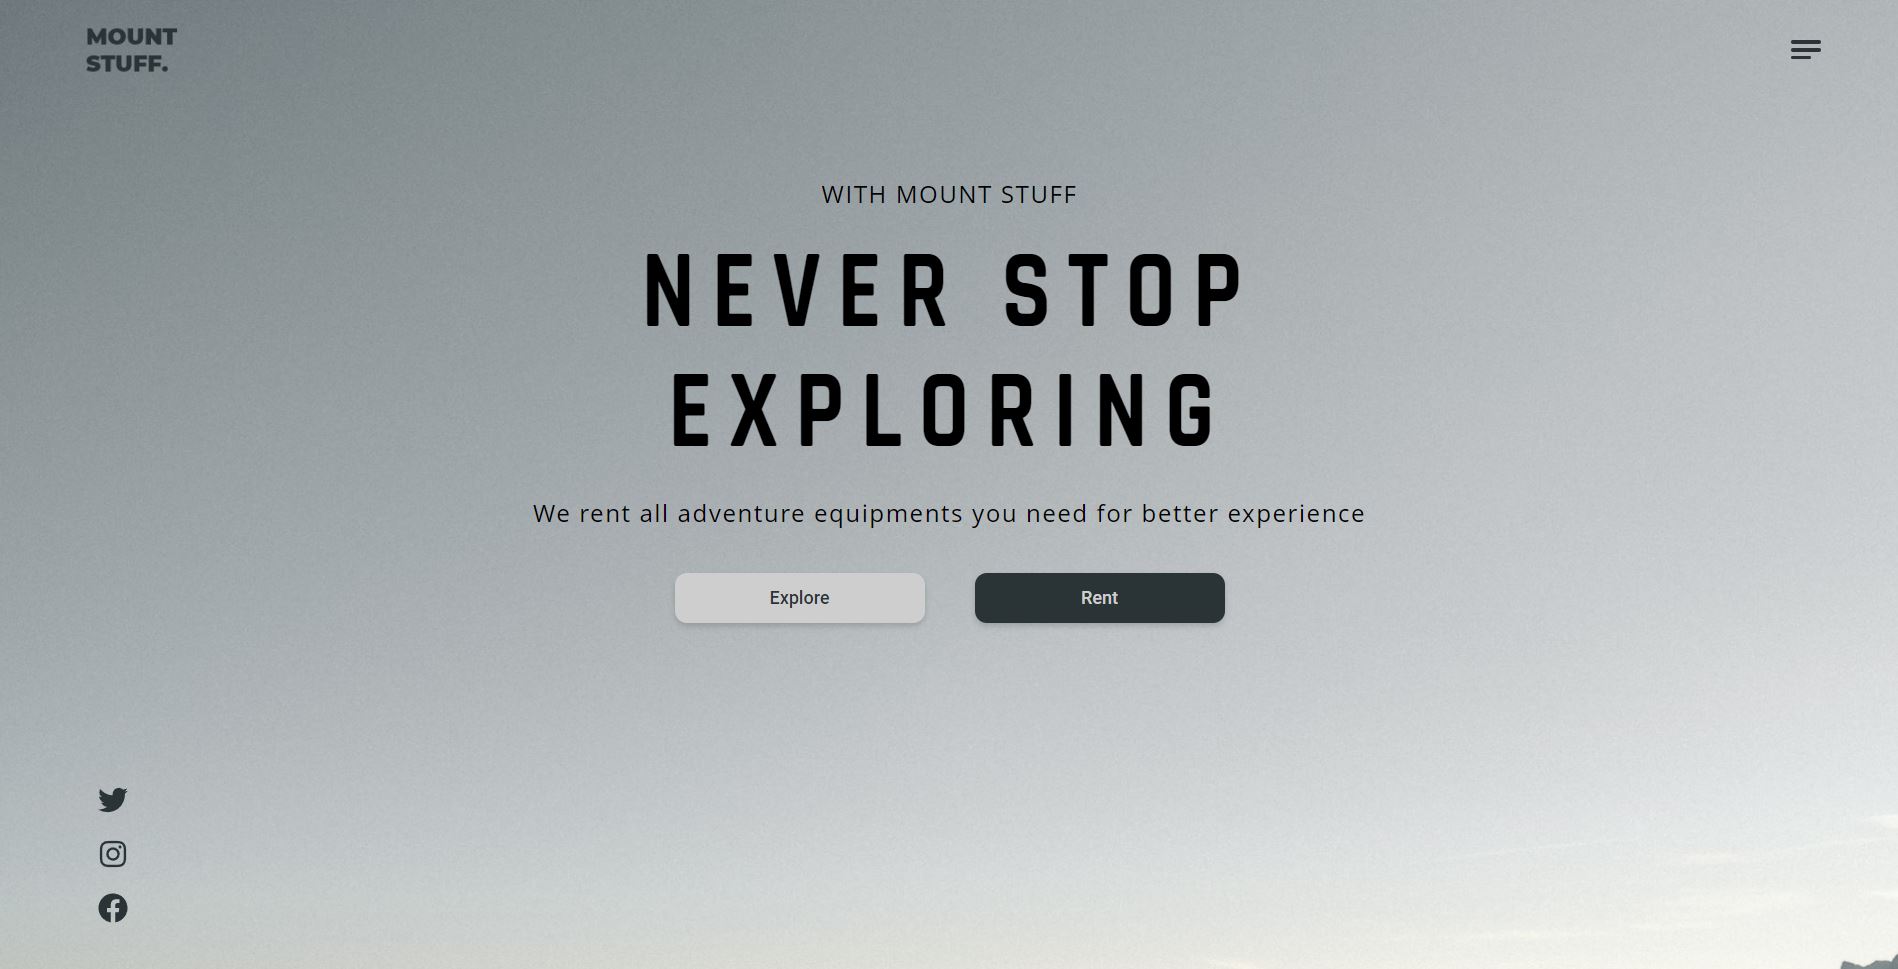 MOUNT
STUFF.
WITH MOUNT STUFF
NEVER STOP
EXPLORING
We rent all adventure equipments you need for better experience
Explore
Rent